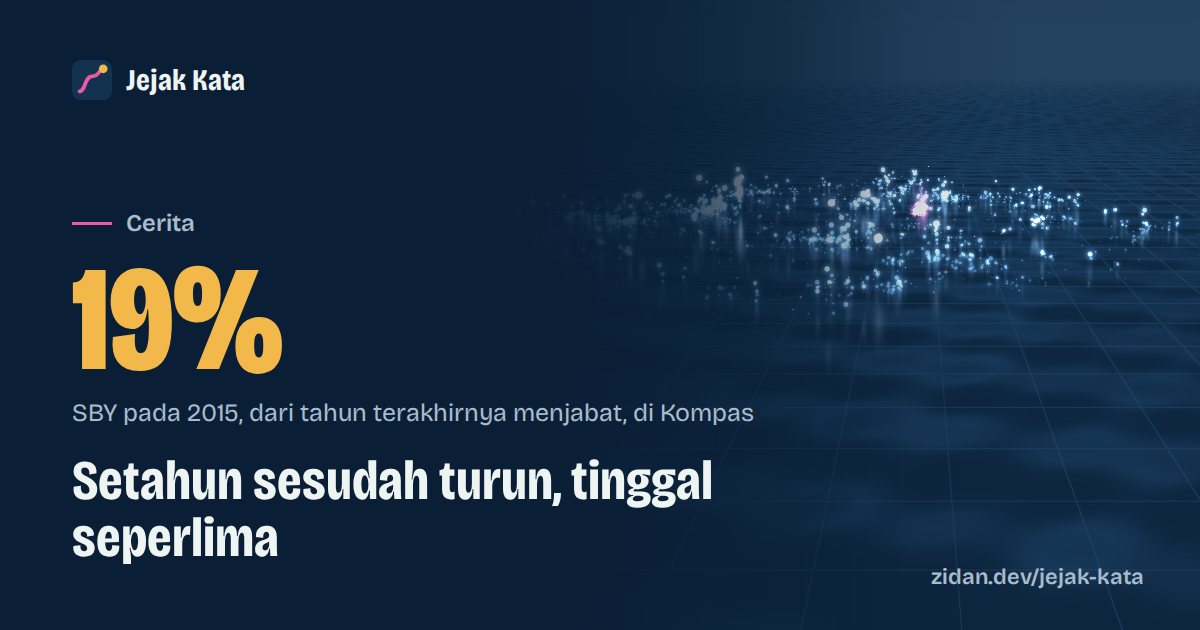 Jejak Kata
Cerita
19%
SBY pada 2015, dari tahun terakhirnya menjabat, di Kompas
Setahun sesudah turun, tinggal
seperlima
zidan.dev/jejak-kata